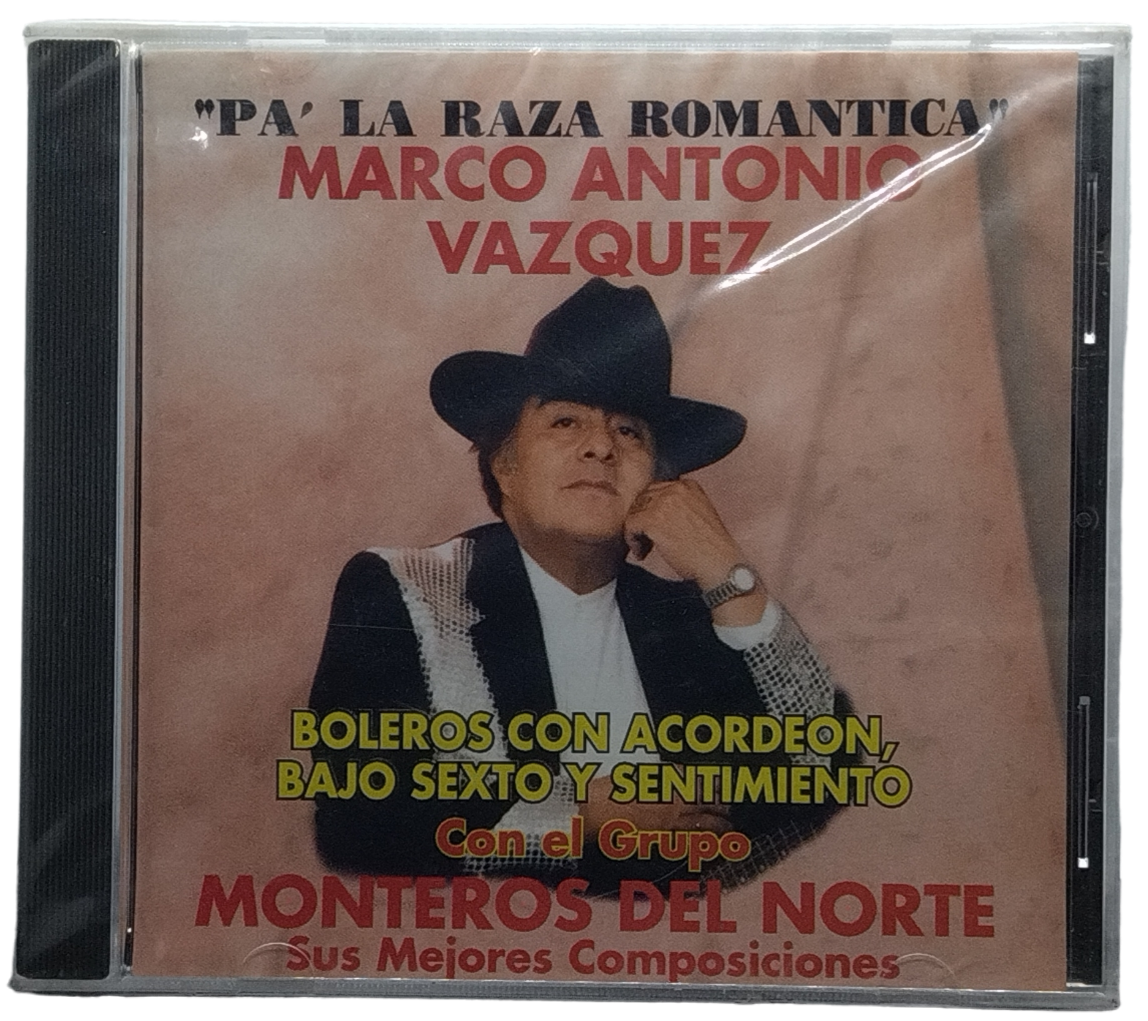 "PA' LA RAZA ROMANTICA"
MARCO ANTONIO
VAZQUEZ
BOLEROS CON ACORDEON,
BAJO SEXTO Y SENTIMIENTO
Con el Grupo
MONTEROS DEL NORTE
Sus Mejores Composiciones